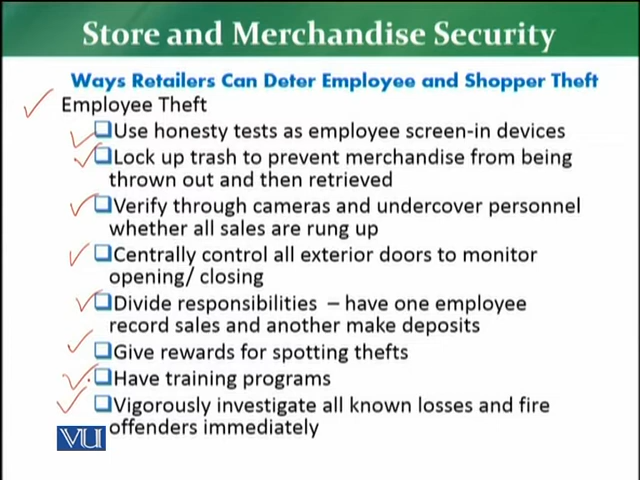 Store and Merchandise Security
Ways Retailers Can Deter Employee and Shopper Theft
Employee Theft
Use honesty tests as employee screen-in devices
Lock up trash to prevent merchandise from being
thrown out and then retrieved
Verify through cameras and undercover personnel
whether all sales are rung up
Centrally control all exterior doors to monitor
opening/ closing
Divide responsibilities – have one employee
record sales and another make deposits
Give rewards for spotting thefts
Have training programs
Vigorously investigate all known losses and fire
offenders immediately
VU